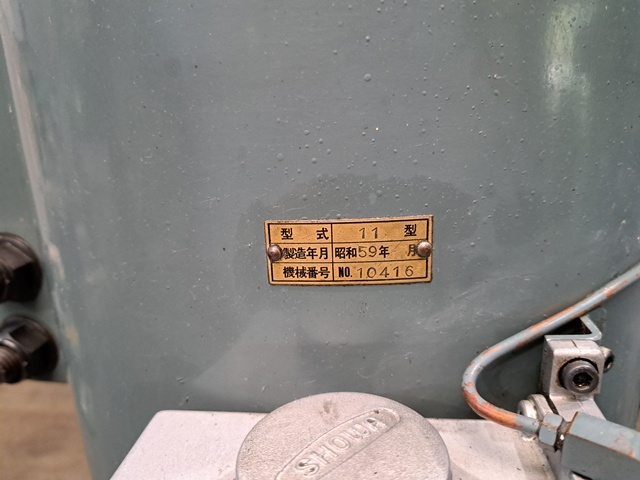 型 式 11 型
製造年月 昭和59年 月
機械番号 NO. 10416
SHOWA